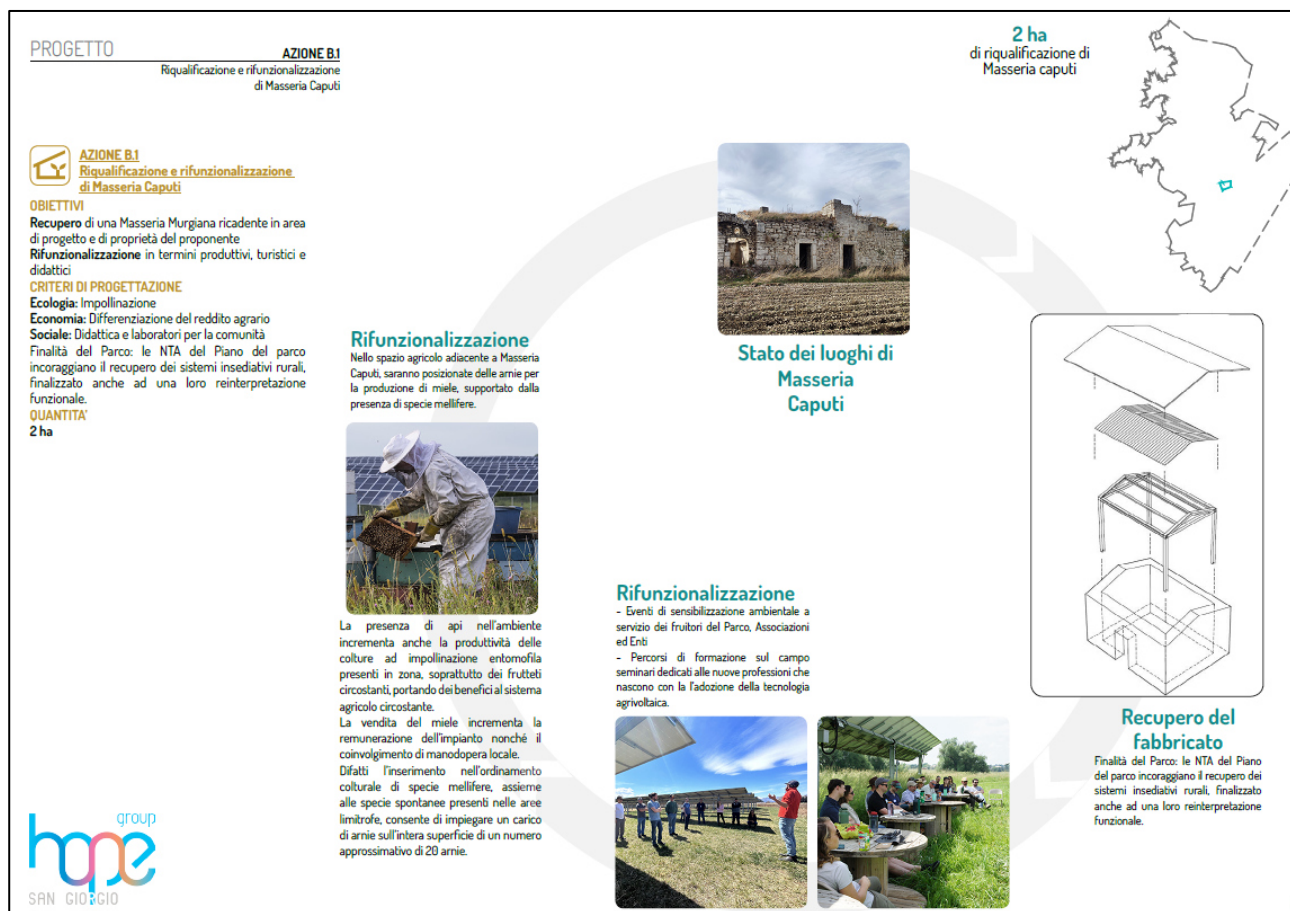 PROGETTO
AZIONE B.1
Riqualificazione e rifunzionalizzazione
di Masseria Caputi
2 ha
di riqualificazione di
Masseria caputi
AZIONE B.1
Riqualificazione e rifunzionalizzazione
di Masseria Caputi
OBIETTIVI
Recupero di una Masseria Murgiana ricadente in area
di progetto e di proprietà del proponente
Rifunzionalizzazione in termini produttivi, turistici e
didattici
CRITERI DI PROGETTAZIONE
Ecologia: Impollinazione
Economia: Differenziazione del reddito agrario
Sociale: Didattica e laboratori per la comunità
Finalità del Parco: le NTA del Piano del parco
incoraggiano il recupero dei sistemi insediativi rurali,
finalizzato anche ad una loro reinterpretazione
funzionale.
QUANTITA'
2 ha
Rifunzionalizzazione
Nello spazio agricolo adiacente a Masseria
Caputi, saranno posizionate delle arnie per
la produzione di miele, supportato dalla
presenza di specie mellifere.
La presenza di api nell'ambiente
incrementa anche la produttività delle
colture ad impollinazione entomofila
presenti in zona, soprattutto dei frutteti
circostanti, portando dei benefici al sistema
agricolo circostante.
La vendita del miele incrementa la
remunerazione dell'impianto nonché il
coinvolgimento di manodopera locale.
Difatti l'inserimento nell'ordinamento
colturale di specie mellifere, assieme
alle specie spontanee presenti nelle aree
limitrofe, consente di impiegare un carico
di arnie sull'intera superficie di un numero
approssimativo di 20 arnie.
Stato dei luoghi di
Masseria
Caputi
Rifunzionalizzazione
- Eventi di sensibilizzazione ambientale a
servizio dei fruitori del Parco, Associazioni
ed Enti
- Percorsi di formazione sul campo
seminari dedicati alle nuove professioni che
nascono con la l'adozione della tecnologia
agrivoltaica.
Recupero del
fabbricato
Finalità del Parco: le NTA del Piano
del parco incoraggiano il recupero dei
sistemi insediativi rurali, finalizzato
anche ad una loro reinterpretazione
funzionale.
group
hope
SAN GIORGIO